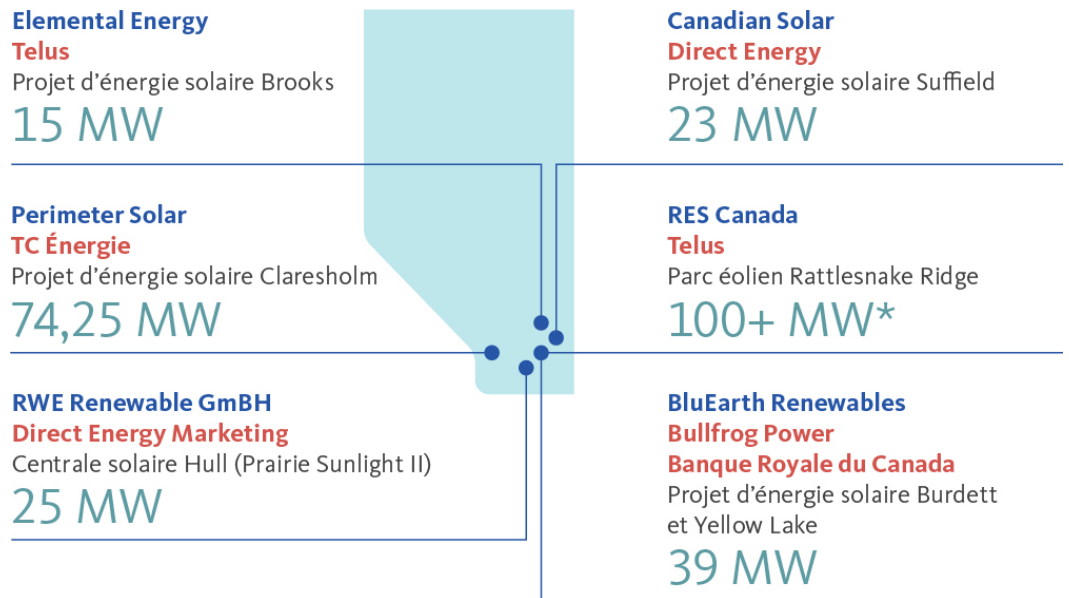 Elemental Energy
Telus
Projet d’énergie solaire Brooks
15 MW
Canadian Solar
Direct Energy
Projet d’énergie solaire Suffield
23 MW
Perimeter Solar
TC Énergie
Projet d’énergie solaire Claresholm
74,25 MW
RES Canada
Telus
Parc éolien Rattlesnake Ridge
100+ MW*
RWE Renewable GmBH
Direct Energy Marketing
Centrale solaire Hull (Prairie Sunlight II)
25 MW
BluEarth Renewables
Bullfrog Power
Banque Royale du Canada
Projet d’énergie solaire Burdett
et Yellow Lake
39 MW